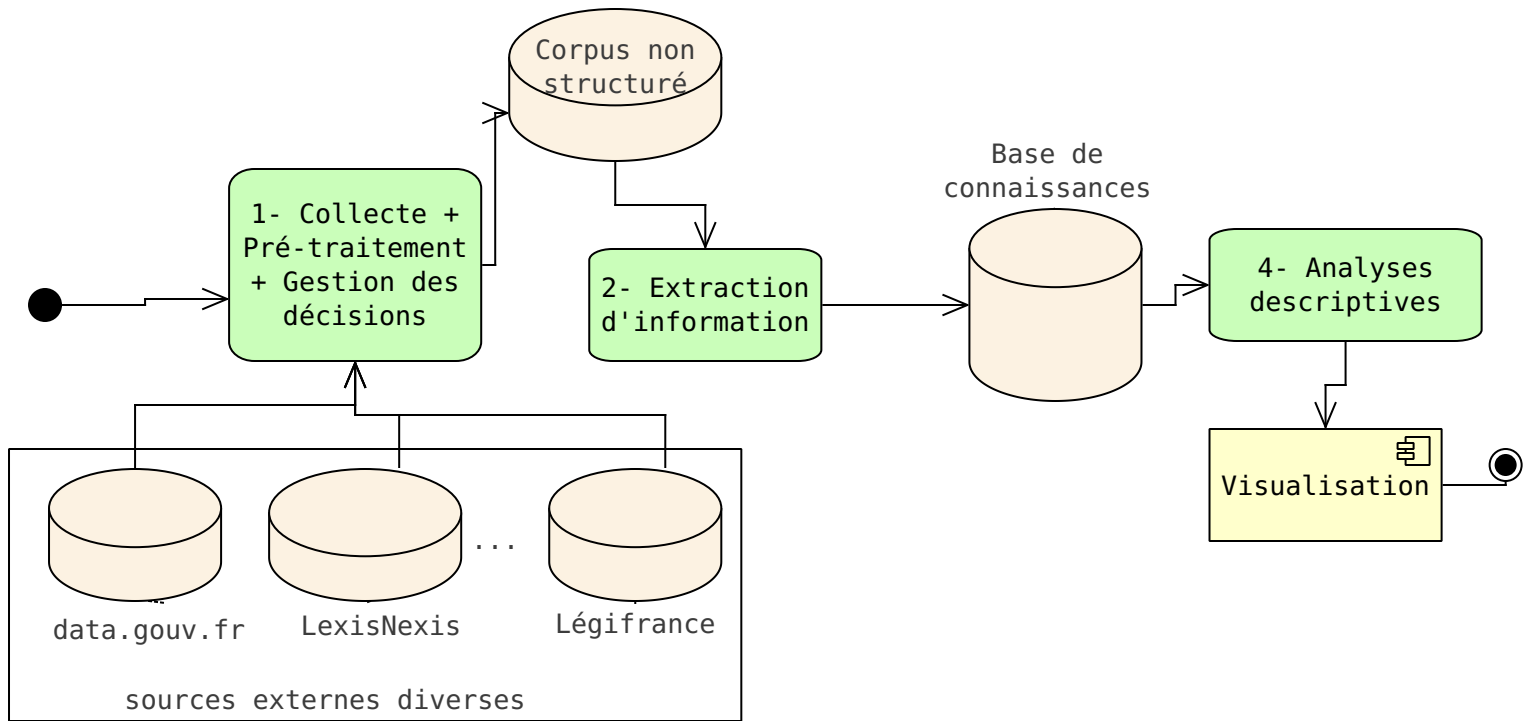 Corpus non
structuré
1- Collecte +
Pré-traitement
+ Gestion des
décisions
2- Extraction
d'information
Base de
connaissances
4- Analyses
descriptives
Visualisation
...
data.gouv.fr
LexisNexis
Légifrance
sources externes diverses